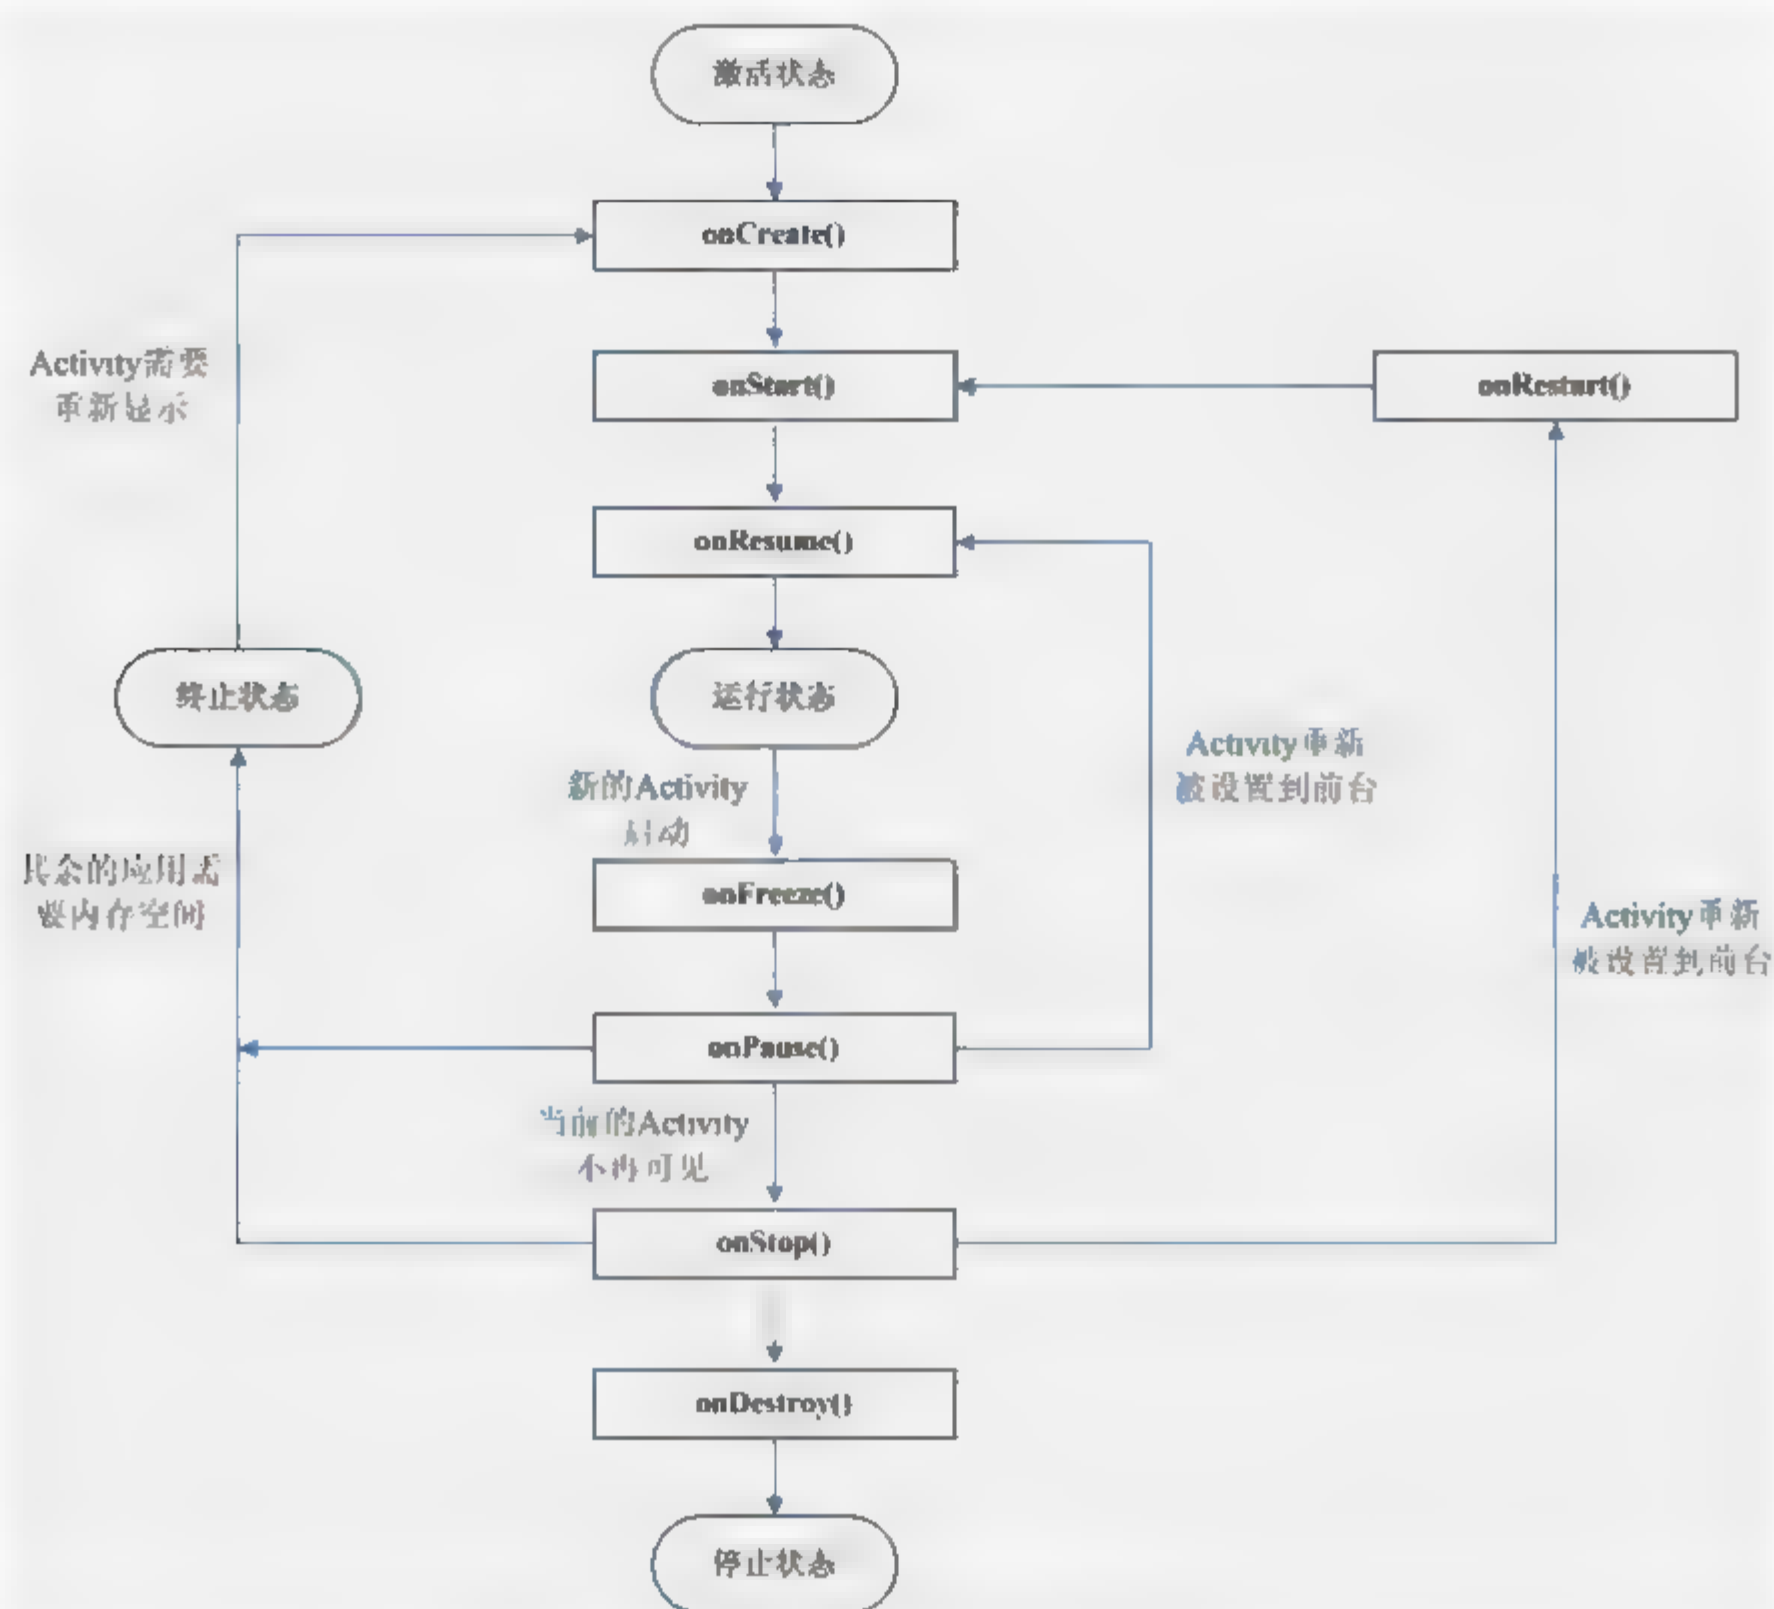 激活状态
onCreate()
Activity需要
重新显示
onStart()
onRestart()
onResume()
终止状态
运行状态
Activity重新
被设置到前台
新的Activity
启动
其余的应用需
要内存空间
onFreeze()
Activity重新
被设置到前台
onPause()
当前的Activity
不再可见
onStop()
onDestroy()
停止状态